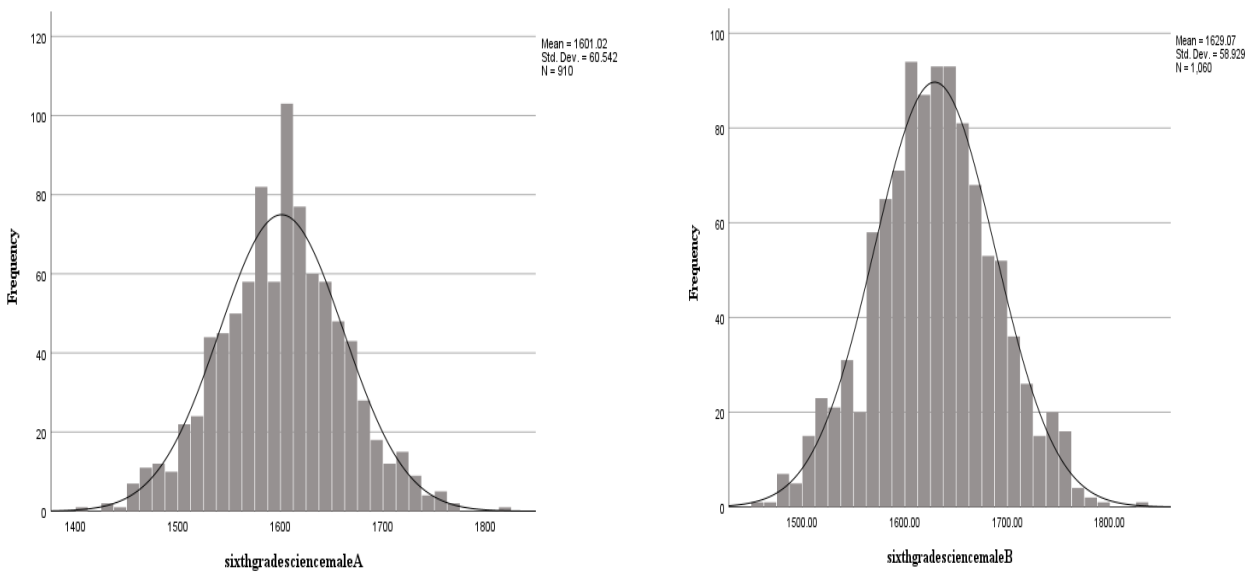 120
100
80
60
40
20
0
Frequency
1400 1500 1600 1700 1800
sixthgradesciencemaleA
Mean = 1601.02
Std. Dev. = 60.542
N = 910
100
80
60
40
20
0
Frequency
1500.00 1600.00 1700.00 1800.00
sixthgradesciencemaleB
Mean = 1629.07
Std. Dev. = 58.929
N = 1,060